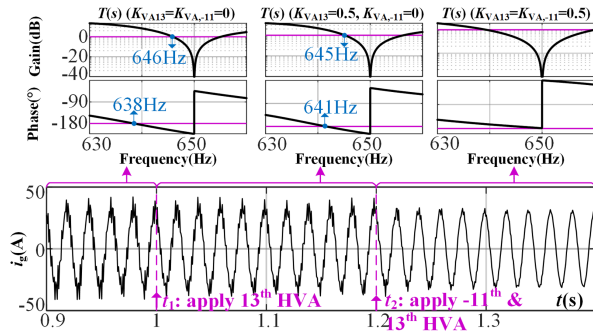 T(s) (KVA13=KVA,-11=0)
T(s) (KVA13=0.5, KVA,-11=0)
T(s) (KVA13=KVA,-11=0.5)
Gain(dB)
0
-20
-40
646Hz
645Hz
Phase(°)
-90
-180
638Hz
641Hz
630 650
630 650
630 650
Frequency(Hz)
Frequency(Hz)
Frequency(Hz)
ig(A)
50
0
-50
t1: apply 13th HVA
t2: apply -11th &
13th HVA
t(s)
0.9 1 1.1 1.2 1.3